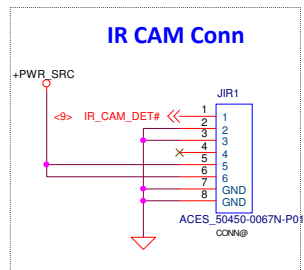 IR CAM Conn
+PWR_SRC
JIR1
<9> IR_CAM_DET# 1 1
2 2
3 3
4 4
5 5
6 6
7 GND
8 GND
ACES_50450-0067N-P01
CONN@